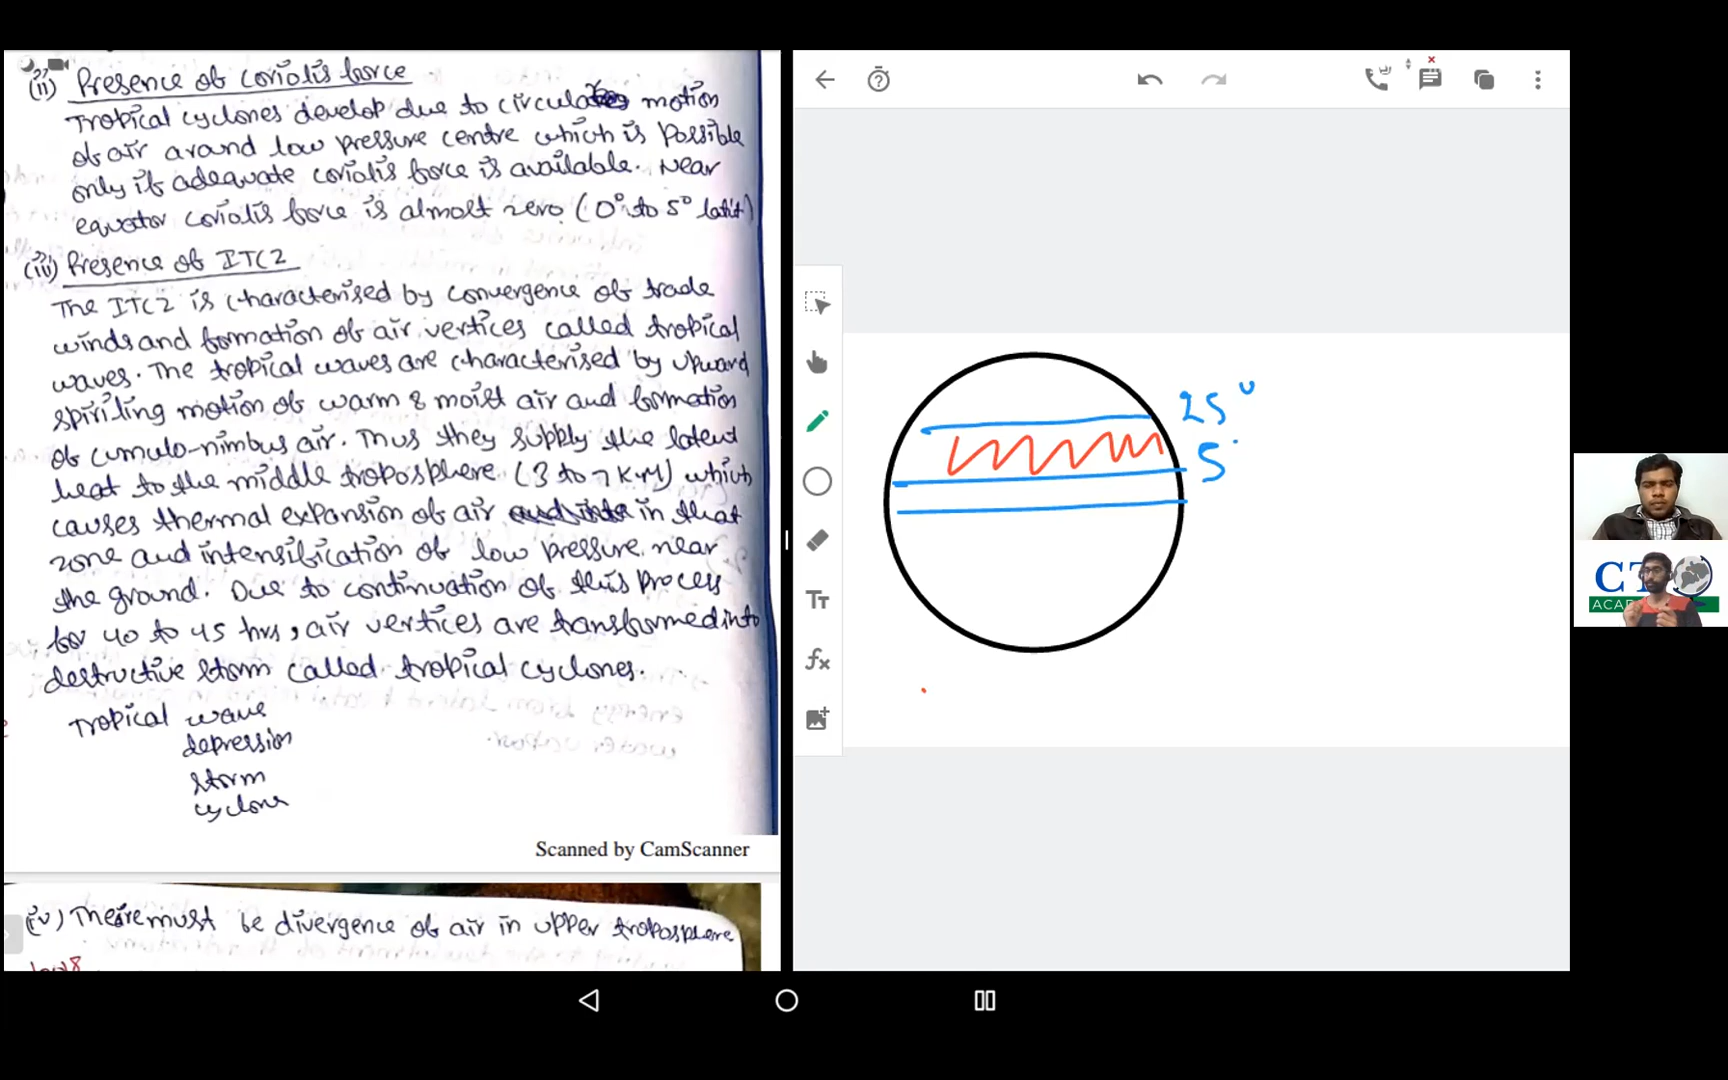 (ii) Presence of coriolis force
Tropical cyclones develop due to circular motion
of air around low pressure centre which is possible
only if adequate coriolis force is available. Near
equator coriolis force is almost zero. (0° to 5° latit)
(iii) Presence of ITCZ
The ITCZ is characterised by convergence of trade
winds and formation of air vertices called tropical
waves. The tropical waves are characterised by upward
spiriling motion of warm & moist air and formation
of cumulo-nimbus air. Thus they supply the latent
heat to the middle troposphere (3 to 7 KM) which
causes thermal expansion of air in that
zone and intensification of low pressure near
the ground. Due to continuation of this process
for 40 to 45 hrs, air vertices are transformed into
destructive storm called tropical cyclones.
Tropical wave
depression
storm
cyclone
Scanned by CamScanner
(iv) There must be divergence of air in upper troposphere
25°
5°
TT
fx